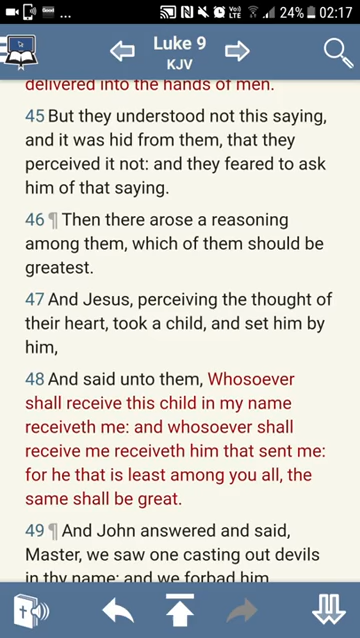 24% 02:17
Luke 9
KJV
delivered into the hands of men.
45 But they understood not this saying,
and it was hid from them, that they
perceived it not: and they feared to ask
him of that saying.
46 ¶ Then there arose a reasoning
among them, which of them should be
greatest.
47 And Jesus, perceiving the thought of
their heart, took a child, and set him by
him,
48 And said unto them, Whosoever
shall receive this child in my name
receiveth me: and whosoever shall
receive me receiveth him that sent me:
for he that is least among you all, the
same shall be great.
49 ¶ And John answered and said,
Master, we saw one casting out devils
in thy name; and we forbad him,